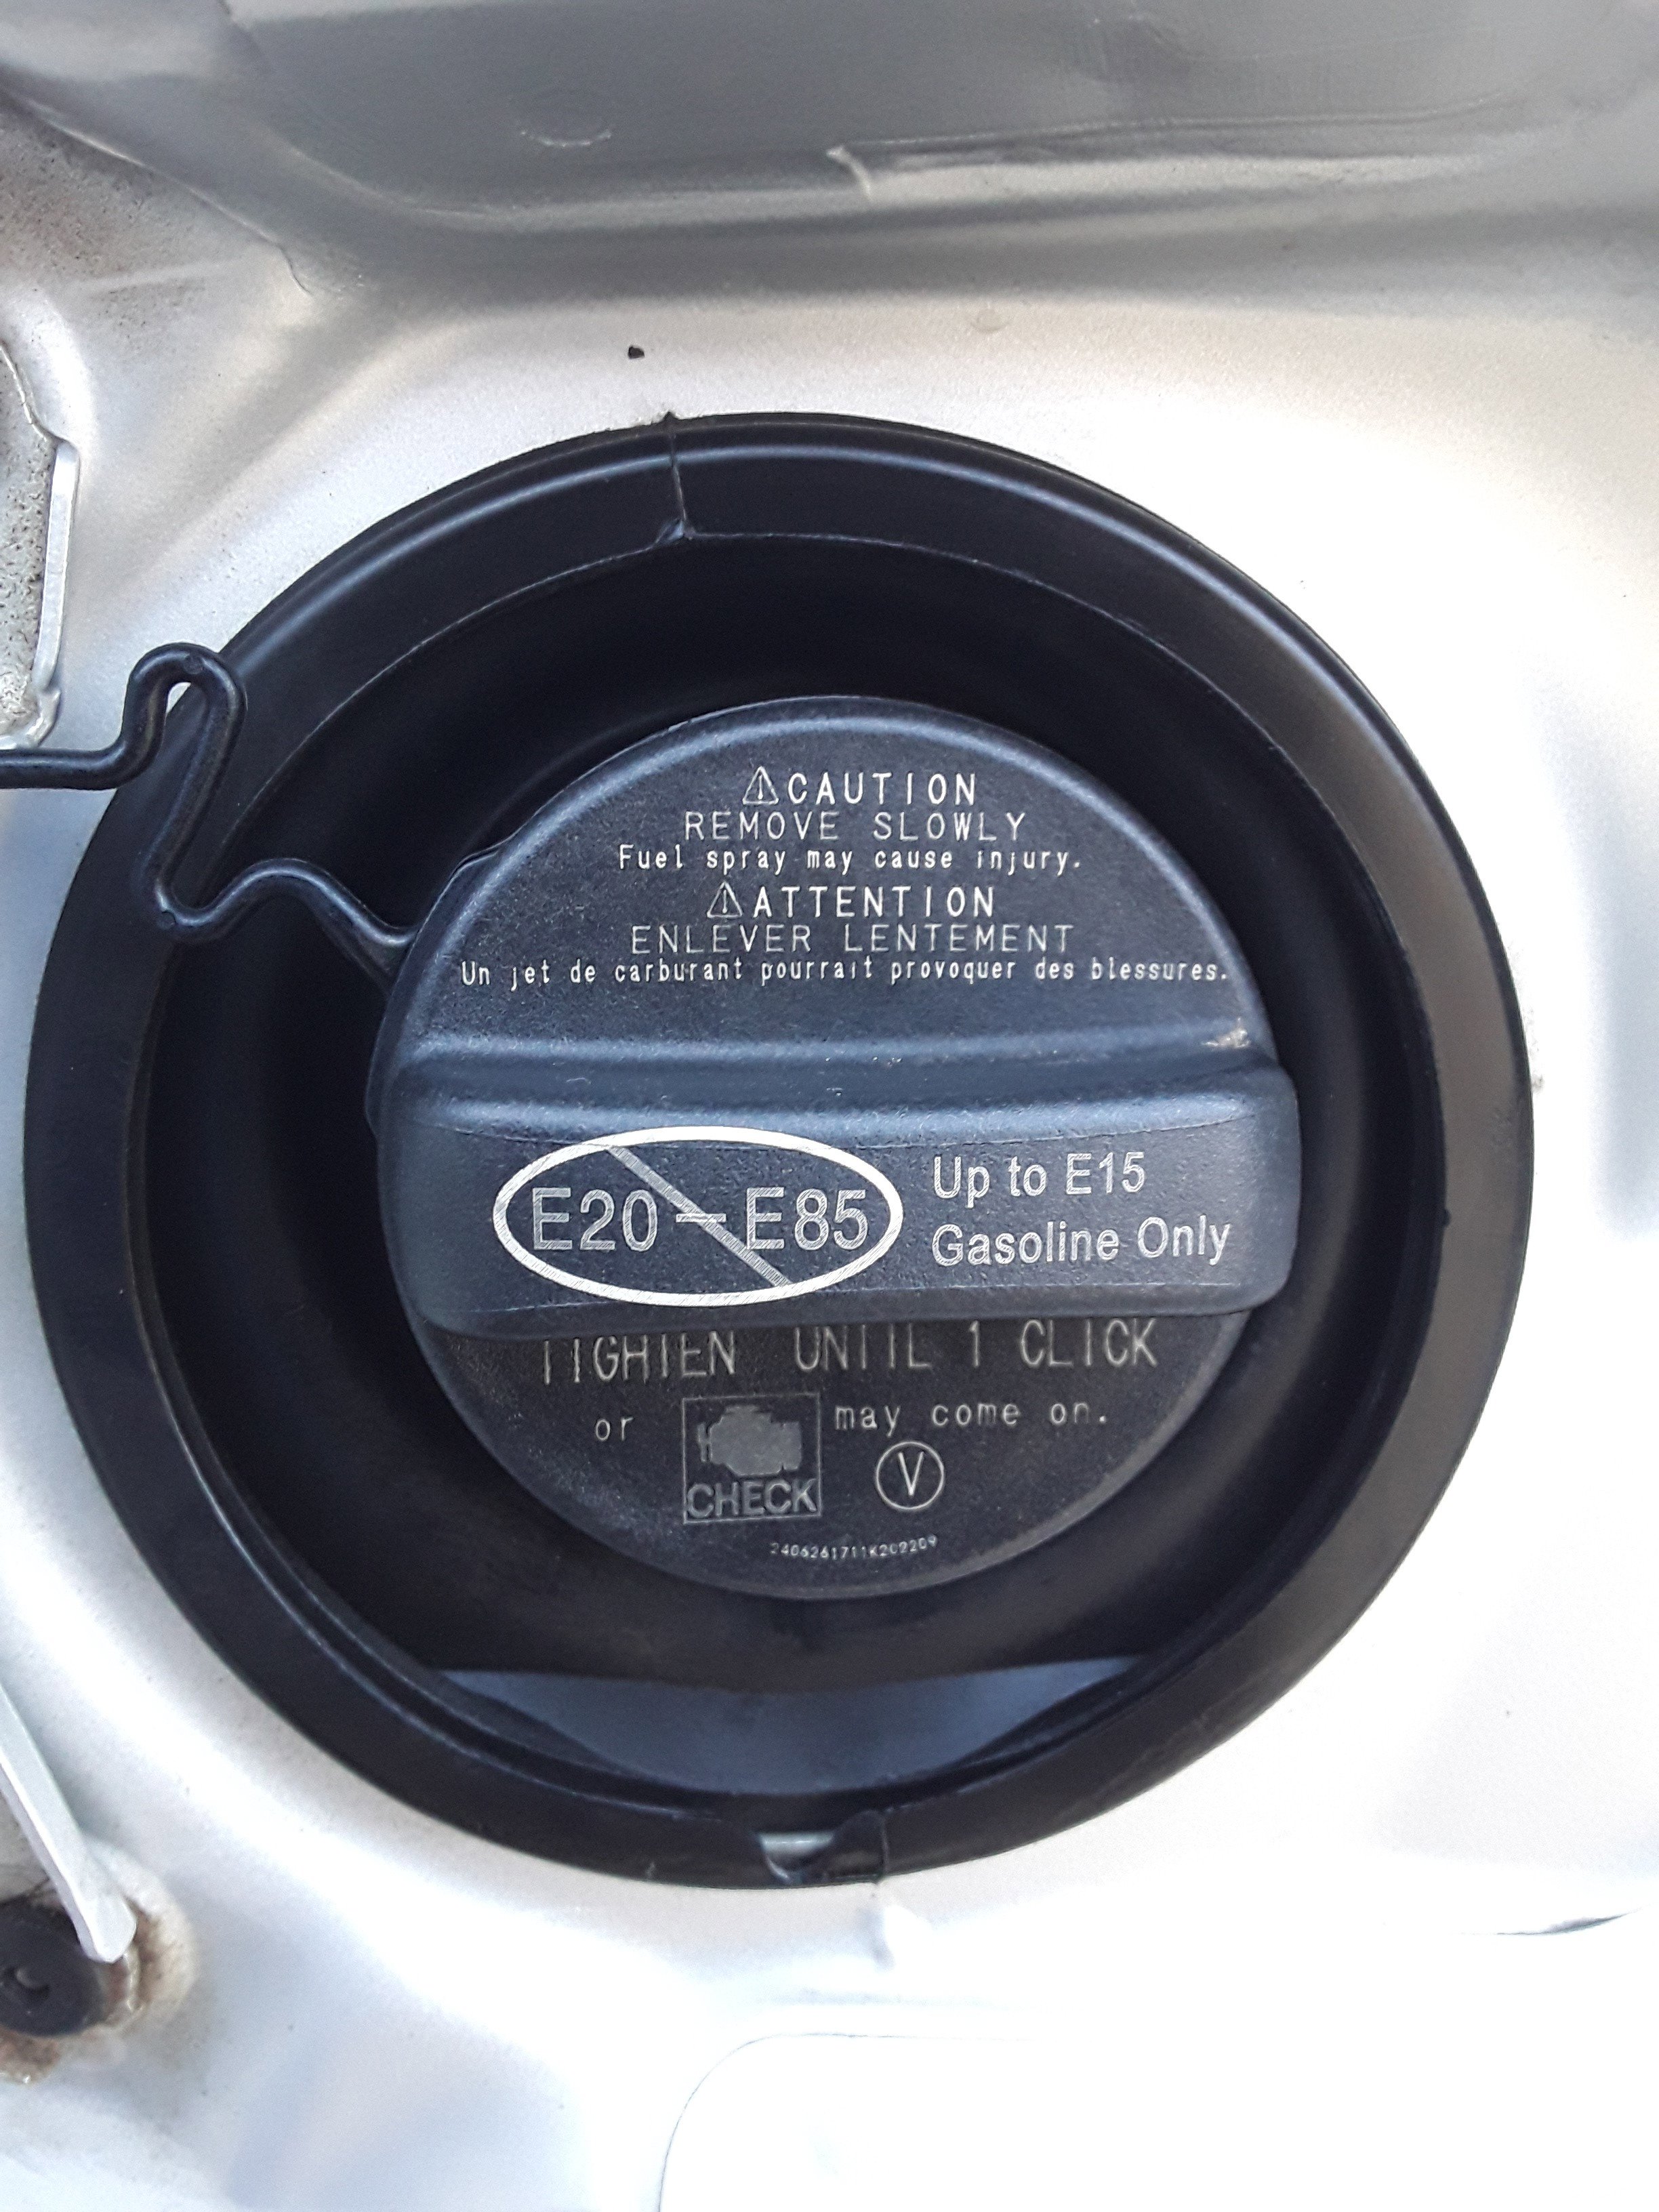 ⚠CAUTION
REMOVE SLOWLY
Fuel spray may cause injury.
⚠ATTENTION
ENLEVER LENTEMENT
Un jet de carburant pourrait provoquer des blessures.
E20-E85
Up to E15
Gasoline Only
TIGHTEN UNTIL 1 CLICK
or CHECK may come on.
V